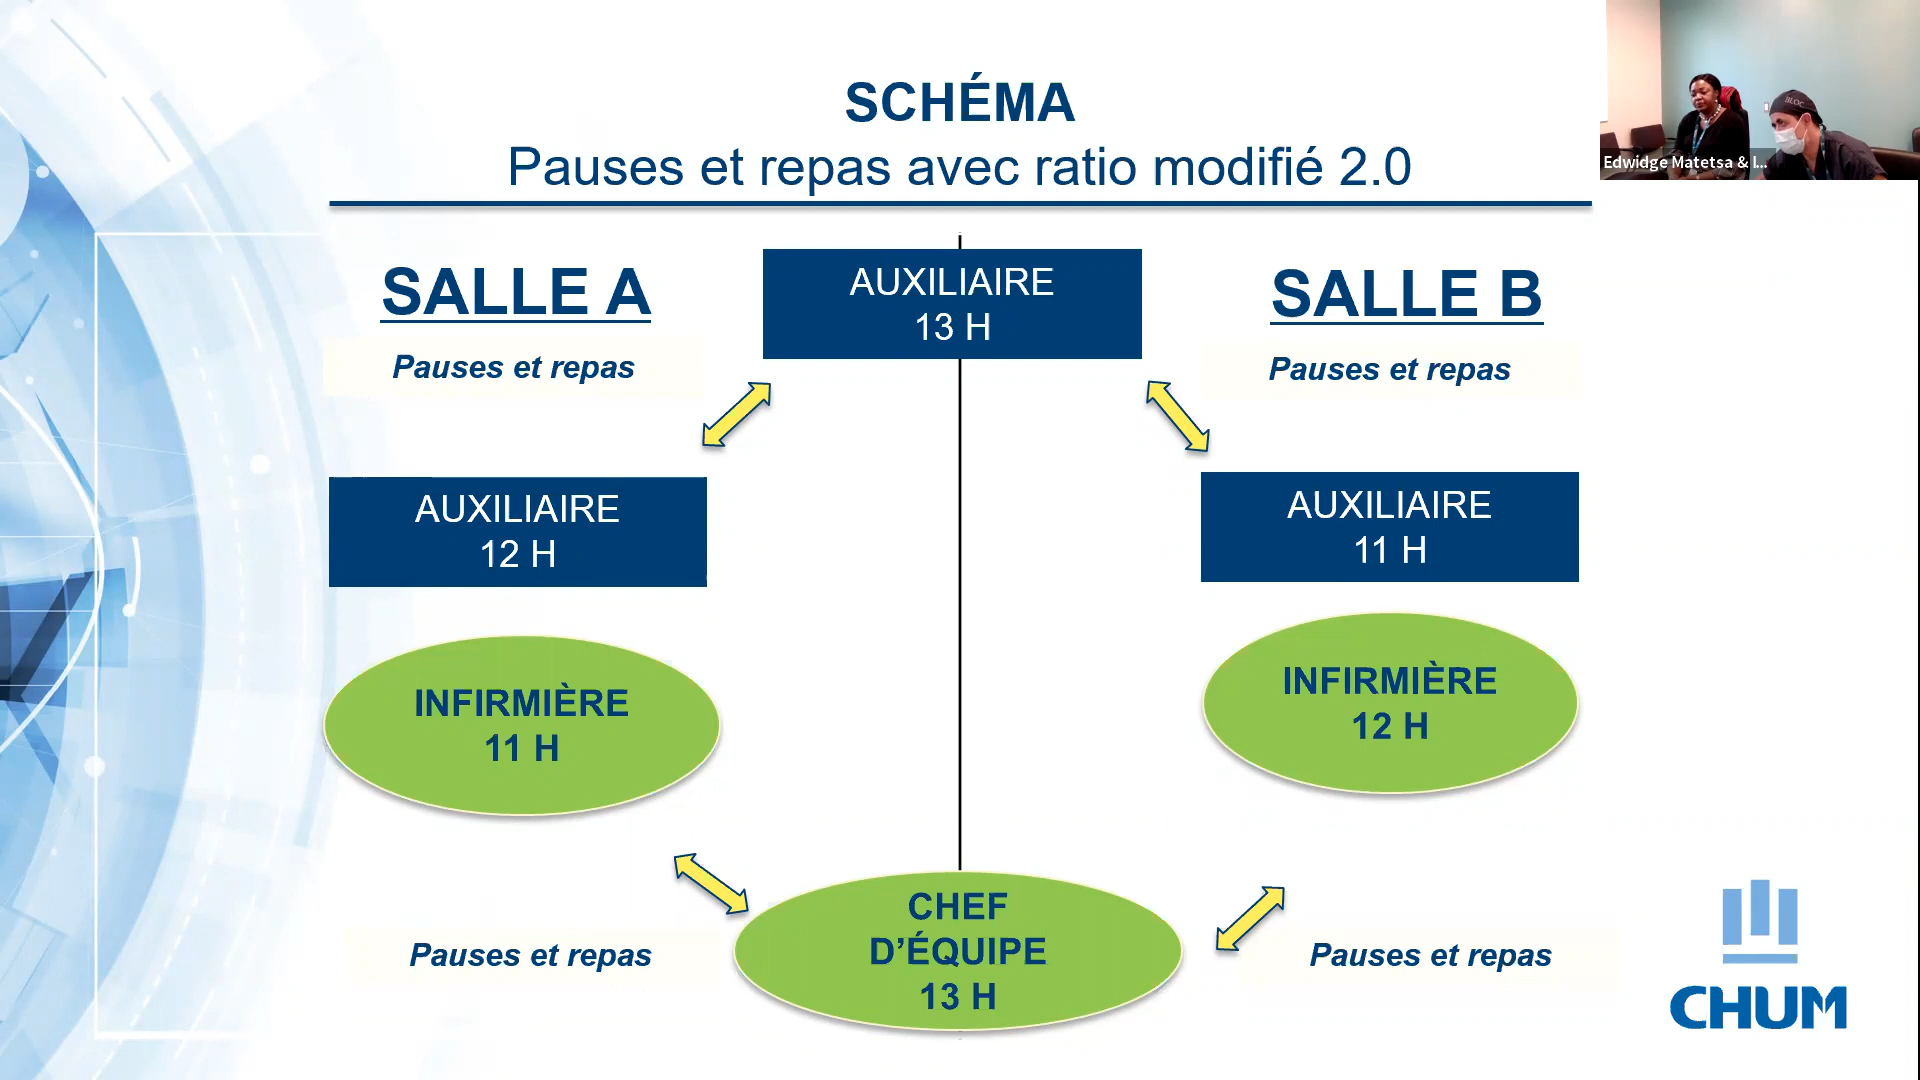 SCHÉMA
Pauses et repas avec ratio modifié 2.0
Edwidge Matetsa & I...
BLOC
SALLE A
AUXILIAIRE
13 H
SALLE B
Pauses et repas
Pauses et repas
AUXILIAIRE
12 H
AUXILIAIRE
11 H
INFIRMIÈRE
11 H
INFIRMIÈRE
12 H
CHEF
D’ÉQUIPE
13 H
Pauses et repas
Pauses et repas
CHUM